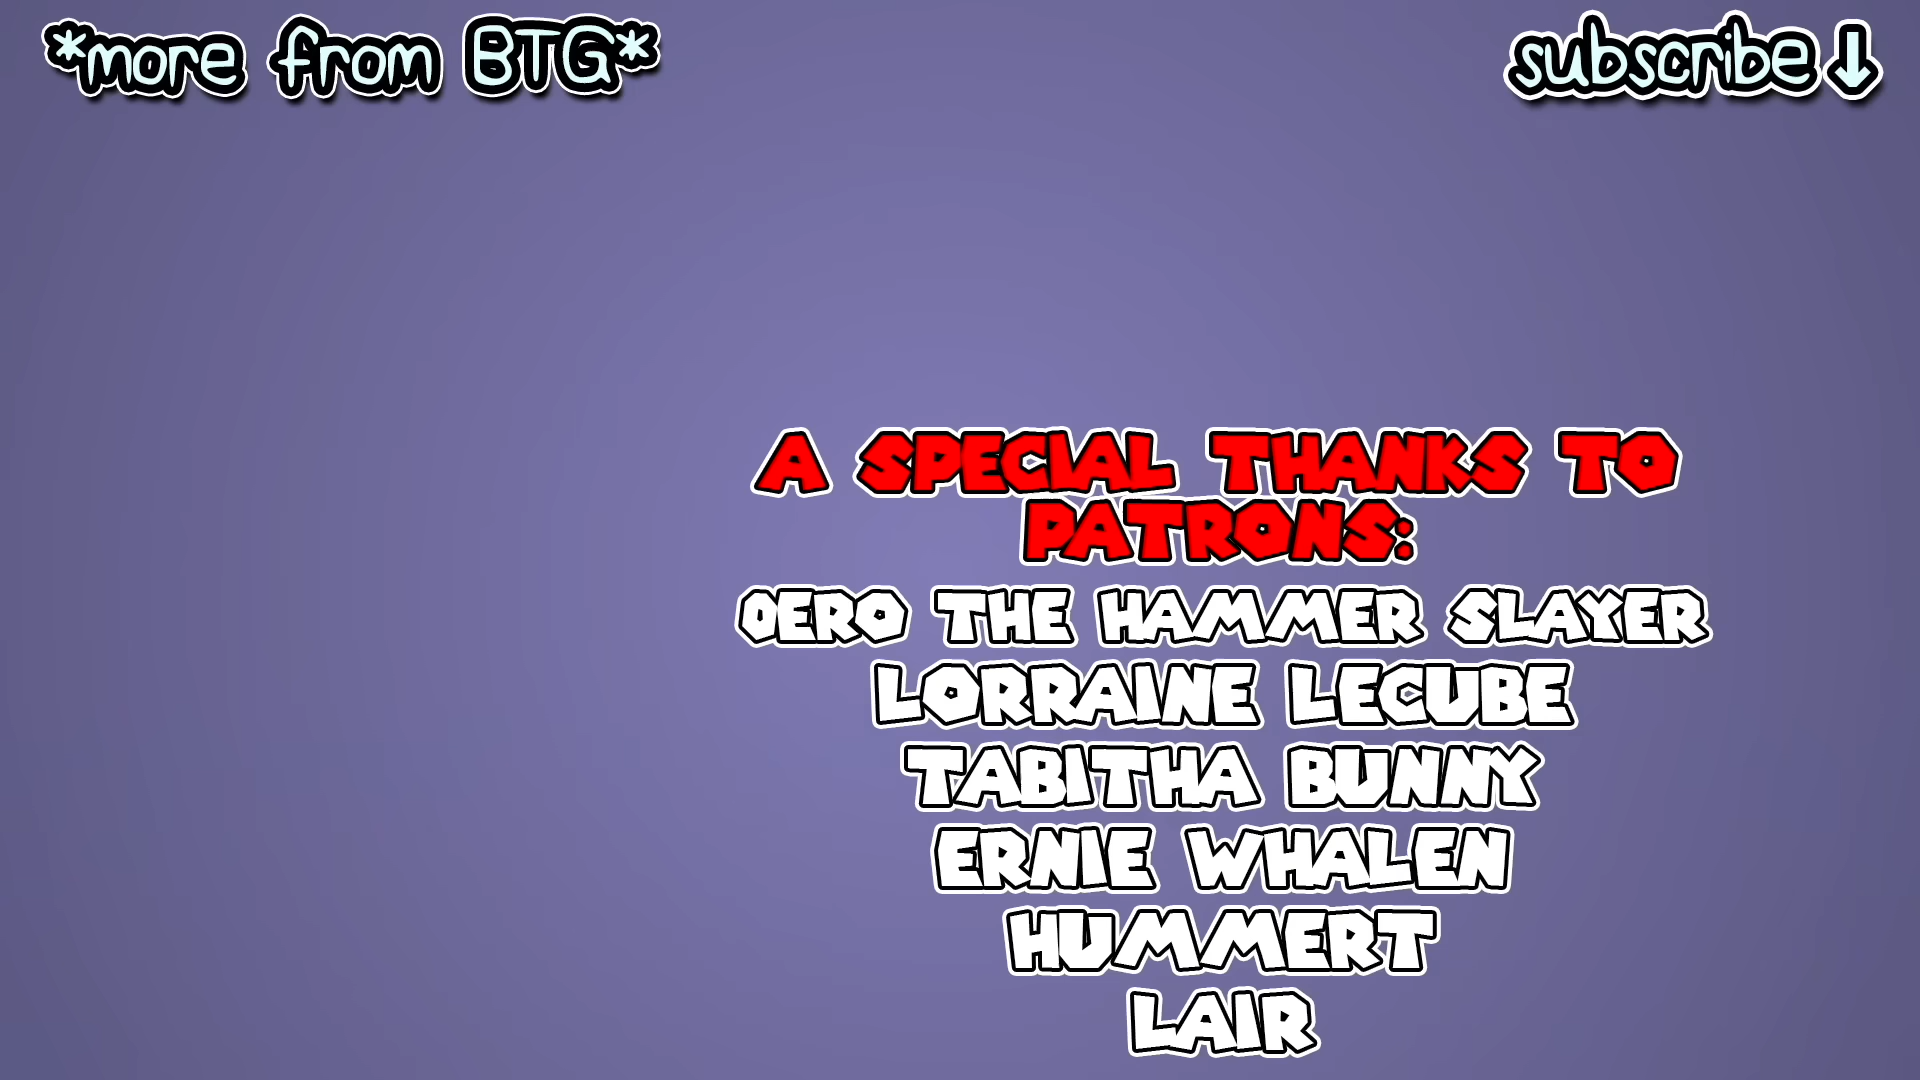 *more from BTG*
subscribe↓
A SPECIAL THANKS TO
PATRONS:
0ERO THE HAMMER SLAYER
LORRAINE LECUBE
TABITHA BUNNY
ERNIE WHALEN
HUMMERT
LAIR